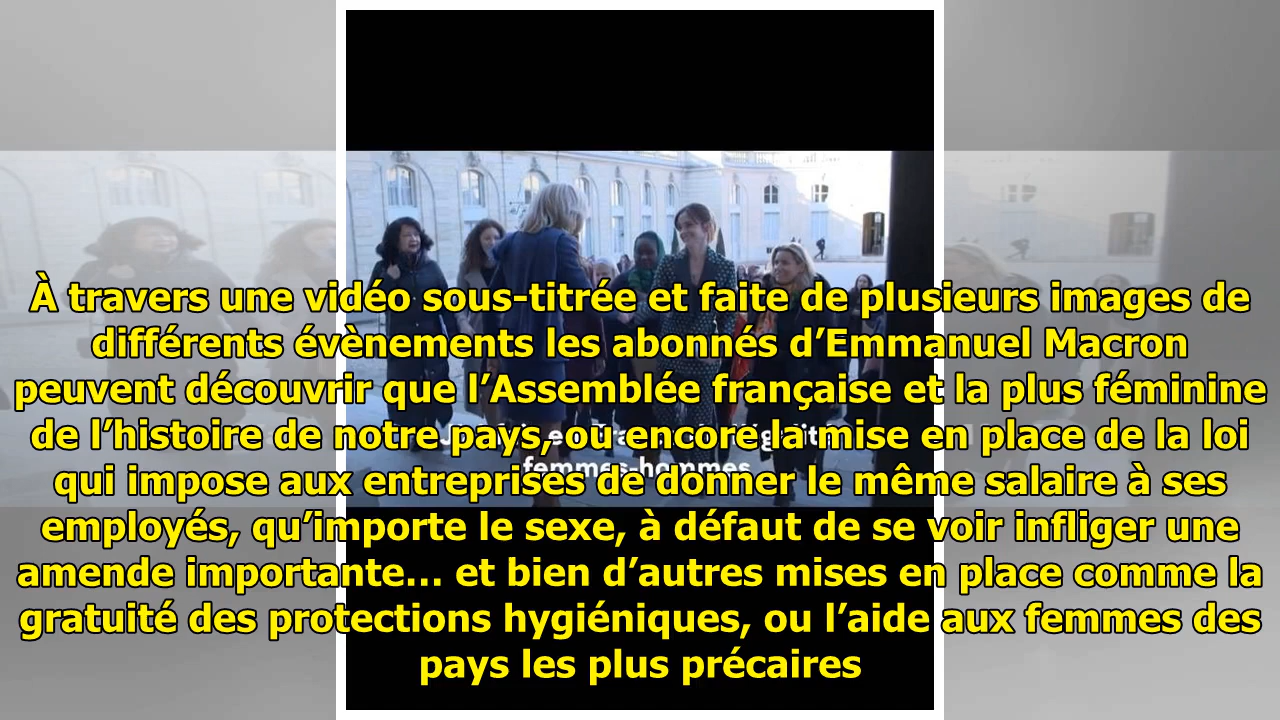 À travers une vidéo sous-titrée et faite de plusieurs images de
différents évènements les abonnés d’Emmanuel Macron
peuvent découvrir que l’Assemblée française et la plus féminine
de l’histoire de notre pays, ou encore la mise en place de la loi
qui impose aux entreprises de donner le même salaire à ses
employés, qu’importe le sexe, à défaut de se voir infliger une
amende importante... et bien d’autres mises en place comme la
gratuité des protections hygiéniques, ou l’aide aux femmes des
pays les plus précaires
femmes-hommes